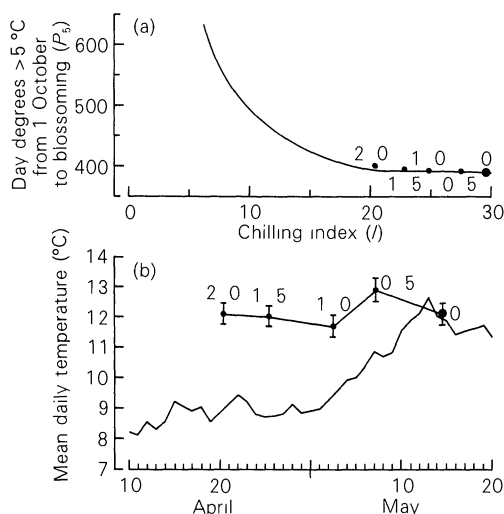 (a)
Day degrees >5 °C
from 1 October
to blossoming (P5)
600
500
400
2 0 1 0 0
1 5 0 5
0 10 20 30
Chilling index (I)
(b)
Mean daily temperature (°C)
14
13
12
11
10
9
8
7
2 0 1 5 1 0 0 5 0
10 20 10 20
April May